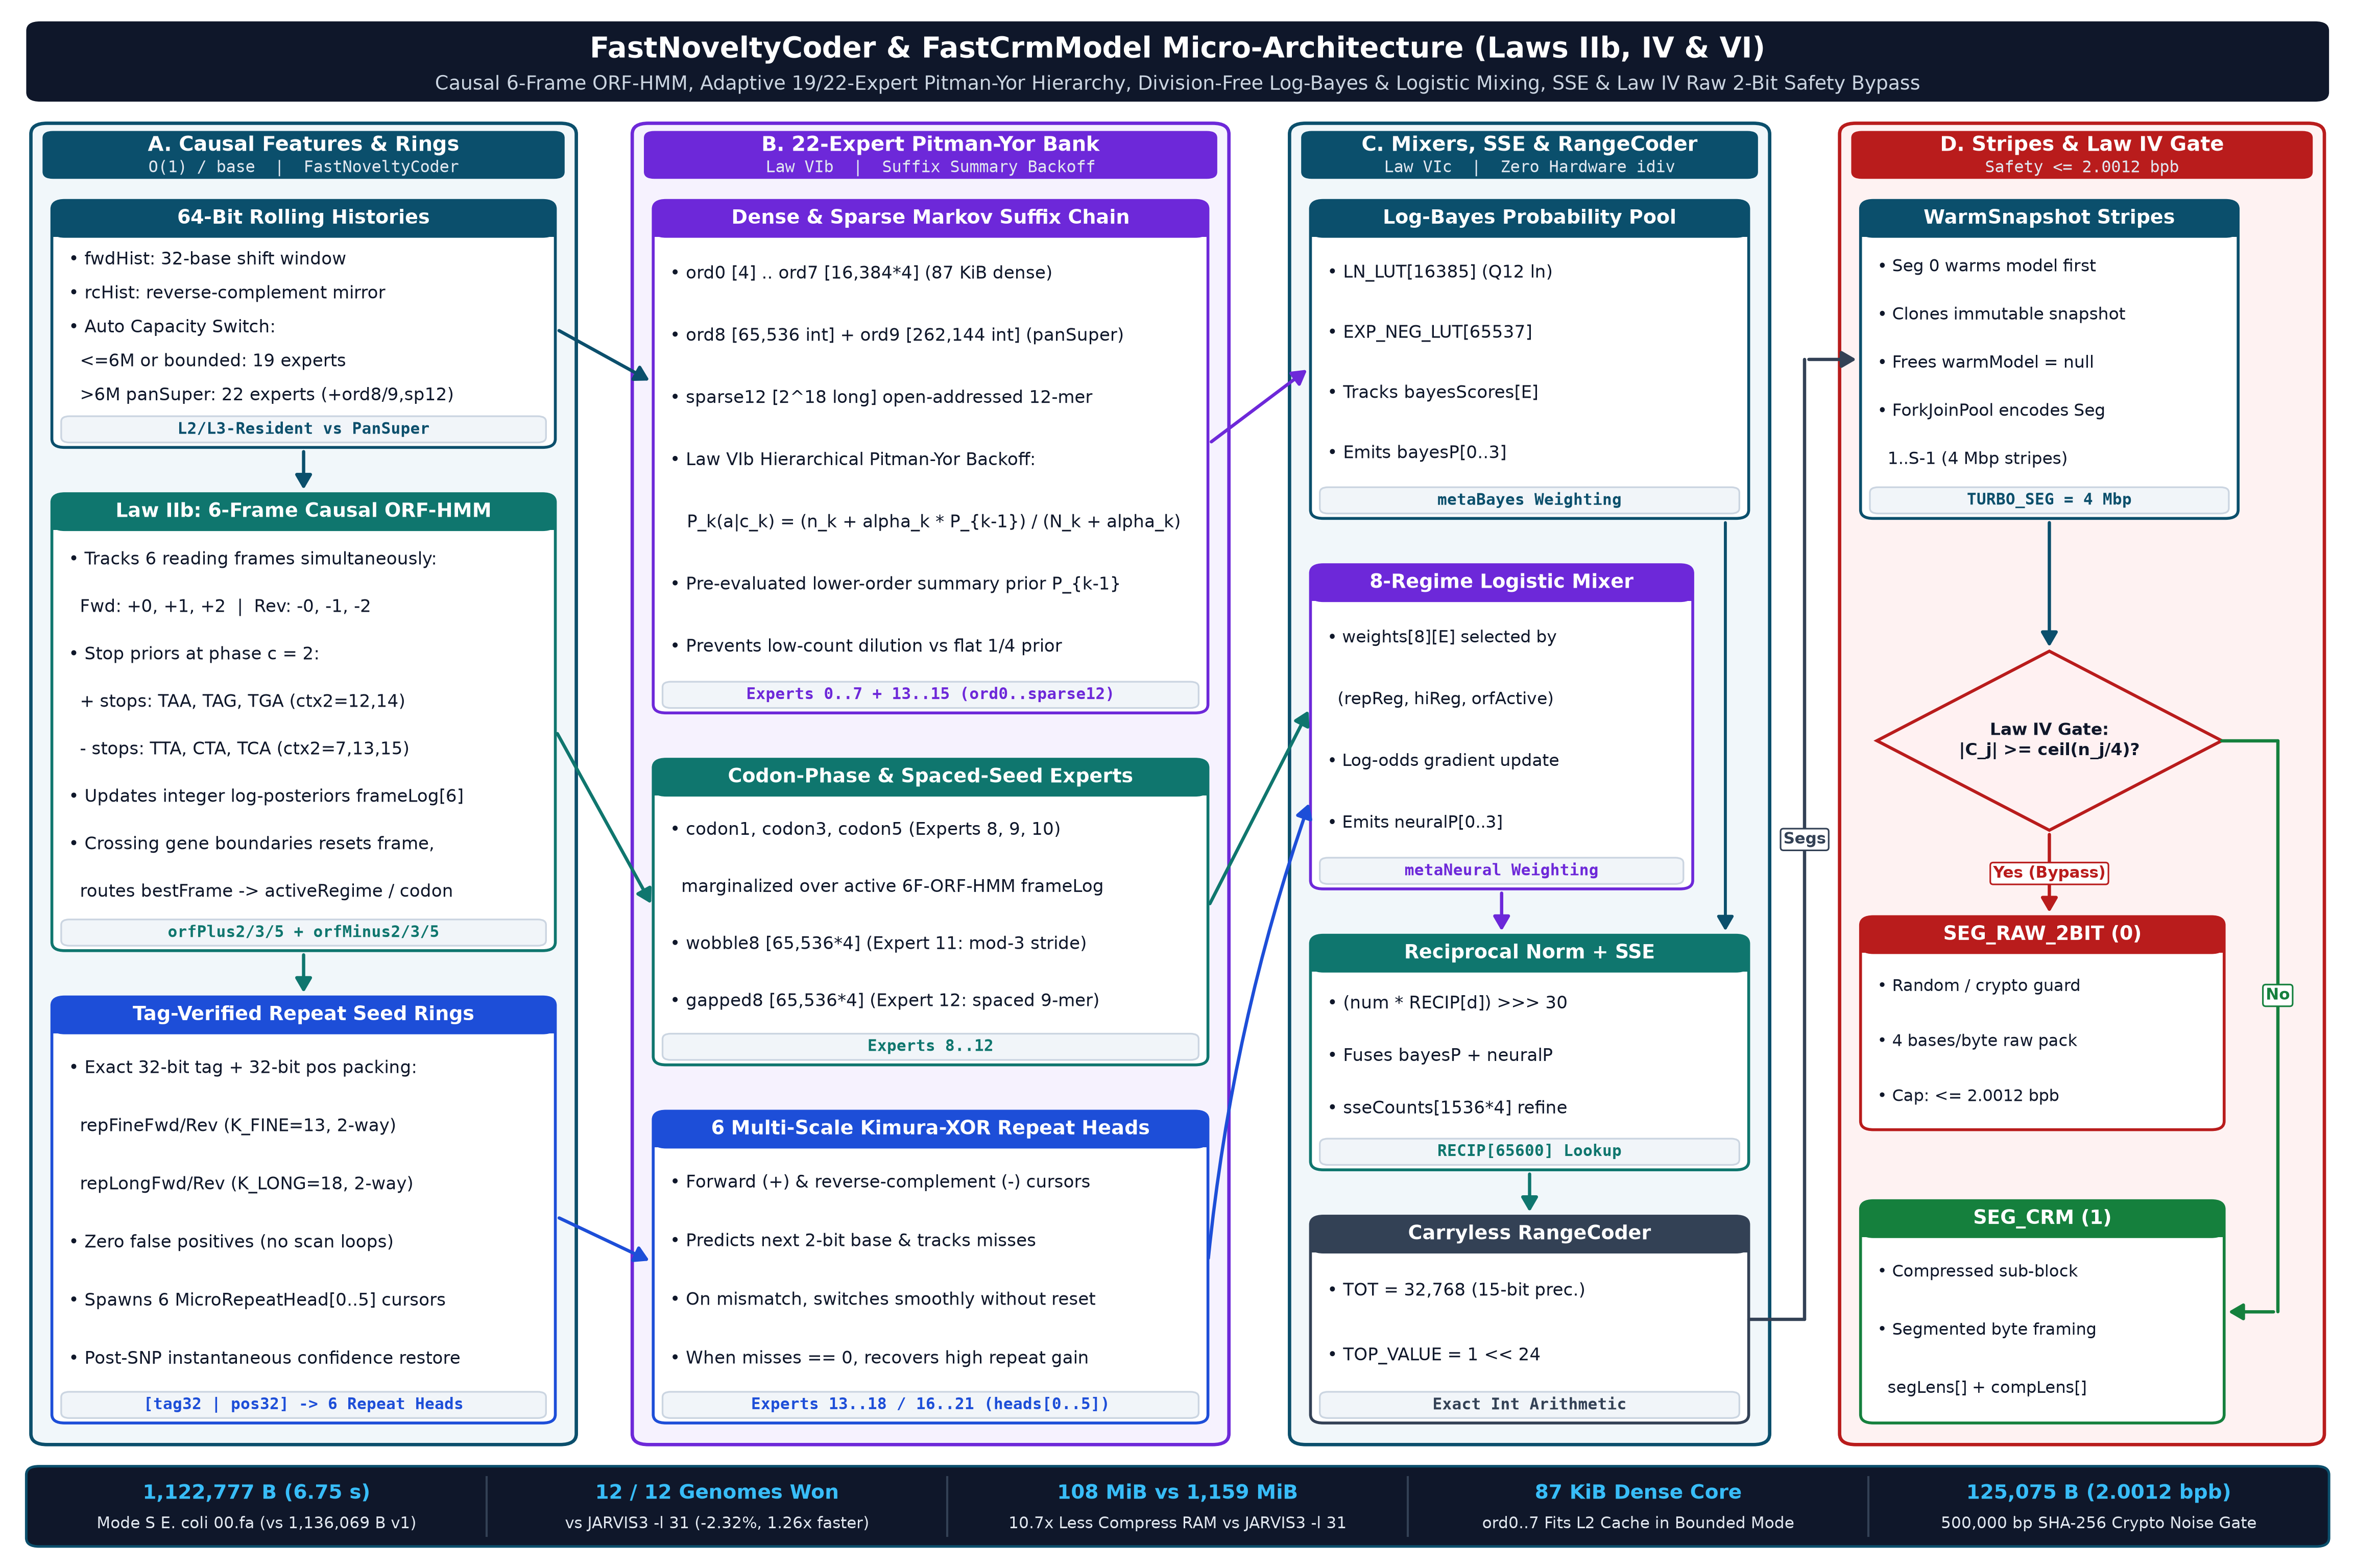 FastNoveltyCoder & FastCrmModel Micro-Architecture (Laws IIb, IV & VI)
Causal 6-Frame ORF-HMM, Adaptive 19/22-Expert Pitman-Yor Hierarchy, Division-Free Log-Bayes & Logistic Mixing, SSE & Law IV Raw 2-Bit Safety Bypass
A. Causal Features & Rings
O(1) / base | FastNoveltyCoder
64-Bit Rolling Histories
• fwdHist: 32-base shift window
• rcHist: reverse-complement mirror
• Auto Capacity Switch:
<=6M or bounded: 19 experts
>6M panSuper: 22 experts (+ord8/9,sp12)
L2/L3-Resident vs PanSuper
Law IIb: 6-Frame Causal ORF-HMM
• Tracks 6 reading frames simultaneously:
Fwd: +0, +1, +2 | Rev: -0, -1, -2
• Stop priors at phase c = 2:
+ stops: TAA, TAG, TGA (ctx2=12,14)
- stops: TTA, CTA, TCA (ctx2=7,13,15)
• Updates integer log-posteriors frameLog[6]
• Crossing gene boundaries resets frame,
routes bestFrame -> activeRegime / codon
orfPlus2/3/5 + orfMinus2/3/5
Tag-Verified Repeat Seed Rings
• Exact 32-bit tag + 32-bit pos packing:
repFineFwd/Rev (K_FINE=13, 2-way)
repLongFwd/Rev (K_LONG=18, 2-way)
• Zero false positives (no scan loops)
• Spawns 6 MicroRepeatHead[0..5] cursors
• Post-SNP instantaneous confidence restore
[tag32 | pos32] -> 6 Repeat Heads
B. 22-Expert Pitman-Yor Bank
Law VIb | Suffix Summary Backoff
Dense & Sparse Markov Suffix Chain
• ord0 [4] .. ord7 [16,384*4] (87 KiB dense)
• ord8 [65,536 int] + ord9 [262,144 int] (panSuper)
• sparse12 [2^18 long] open-addressed 12-mer
• Law VIb Hierarchical Pitman-Yor Backoff:
P_k(a|c_k) = (n_k + alpha_k * P_{k-1}) / (N_k + alpha_k)
• Pre-evaluated lower-order summary prior P_{k-1}
• Prevents low-count dilution vs flat 1/4 prior
Experts 0..7 + 13..15 (ord0..sparse12)
Codon-Phase & Spaced-Seed Experts
• codon1, codon3, codon5 (Experts 8, 9, 10)
marginalized over active 6F-ORF-HMM frameLog
• wobble8 [65,536*4] (Expert 11: mod-3 stride)
• gapped8 [65,536*4] (Expert 12: spaced 9-mer)
Experts 8..12
6 Multi-Scale Kimura-XOR Repeat Heads
• Forward (+) & reverse-complement (-) cursors
• Predicts next 2-bit base & tracks misses
• On mismatch, switches smoothly without reset
• When misses == 0, recovers high repeat gain
Experts 13..18 / 16..21 (heads[0..5])
C. Mixers, SSE & RangeCoder
Law VIc | Zero Hardware idiv
Log-Bayes Probability Pool
• LN_LUT[16385] (Q12 ln)
• EXP_NEG_LUT[65537]
• Tracks bayesScores[E]
• Emits bayesP[0..3]
metaBayes Weighting
8-Regime Logistic Mixer
• weights[8][E] selected by
(repReg, hiReg, orfActive)
• Log-odds gradient update
• Emits neuralP[0..3]
metaNeural Weighting
Reciprocal Norm + SSE
• (num * RECIP[d]) >>> 30
• Fuses bayesP + neuralP
• sseCounts[1536*4] refine
RECIP[65600] Lookup
Carryless RangeCoder
• TOT = 32,768 (15-bit prec.)
• TOP_VALUE = 1 << 24
Exact Int Arithmetic
Segs
D. Stripes & Law IV Gate
Safety <= 2.0012 bpb
WarmSnapshot Stripes
• Seg 0 warms model first
• Clones immutable snapshot
• Frees warmModel = null
• ForkJoinPool encodes Seg
1..S-1 (4 Mbp stripes)
TURBO_SEG = 4 Mbp
Law IV Gate:
|C_j| >= ceil(n_j/4)?
Yes (Bypass)
No
SEG_RAW_2BIT (0)
• Random / crypto guard
• 4 bases/byte raw pack
• Cap: <= 2.0012 bpb
SEG_CRM (1)
• Compressed sub-block
• Segmented byte framing
segLens[] + compLens[]
1,122,777 B (6.75 s)
Mode S E. coli 00.fa (vs 1,136,069 B v1)
12 / 12 Genomes Won
vs JARVIS3 -l 31 (-2.32%, 1.26x faster)
108 MiB vs 1,159 MiB
10.7x Less Compress RAM vs JARVIS3 -l 31
87 KiB Dense Core
ord0..7 Fits L2 Cache in Bounded Mode
125,075 B (2.0012 bpb)
500,000 bp SHA-256 Crypto Noise Gate